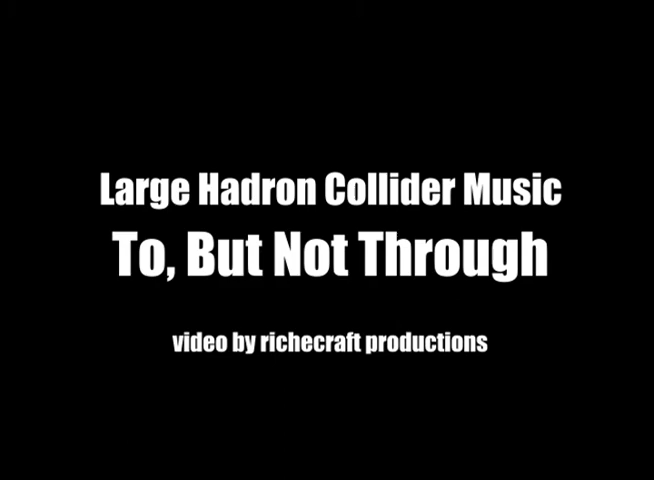 Large Hadron Collider Music
To, But Not Through
video by richecraft productions